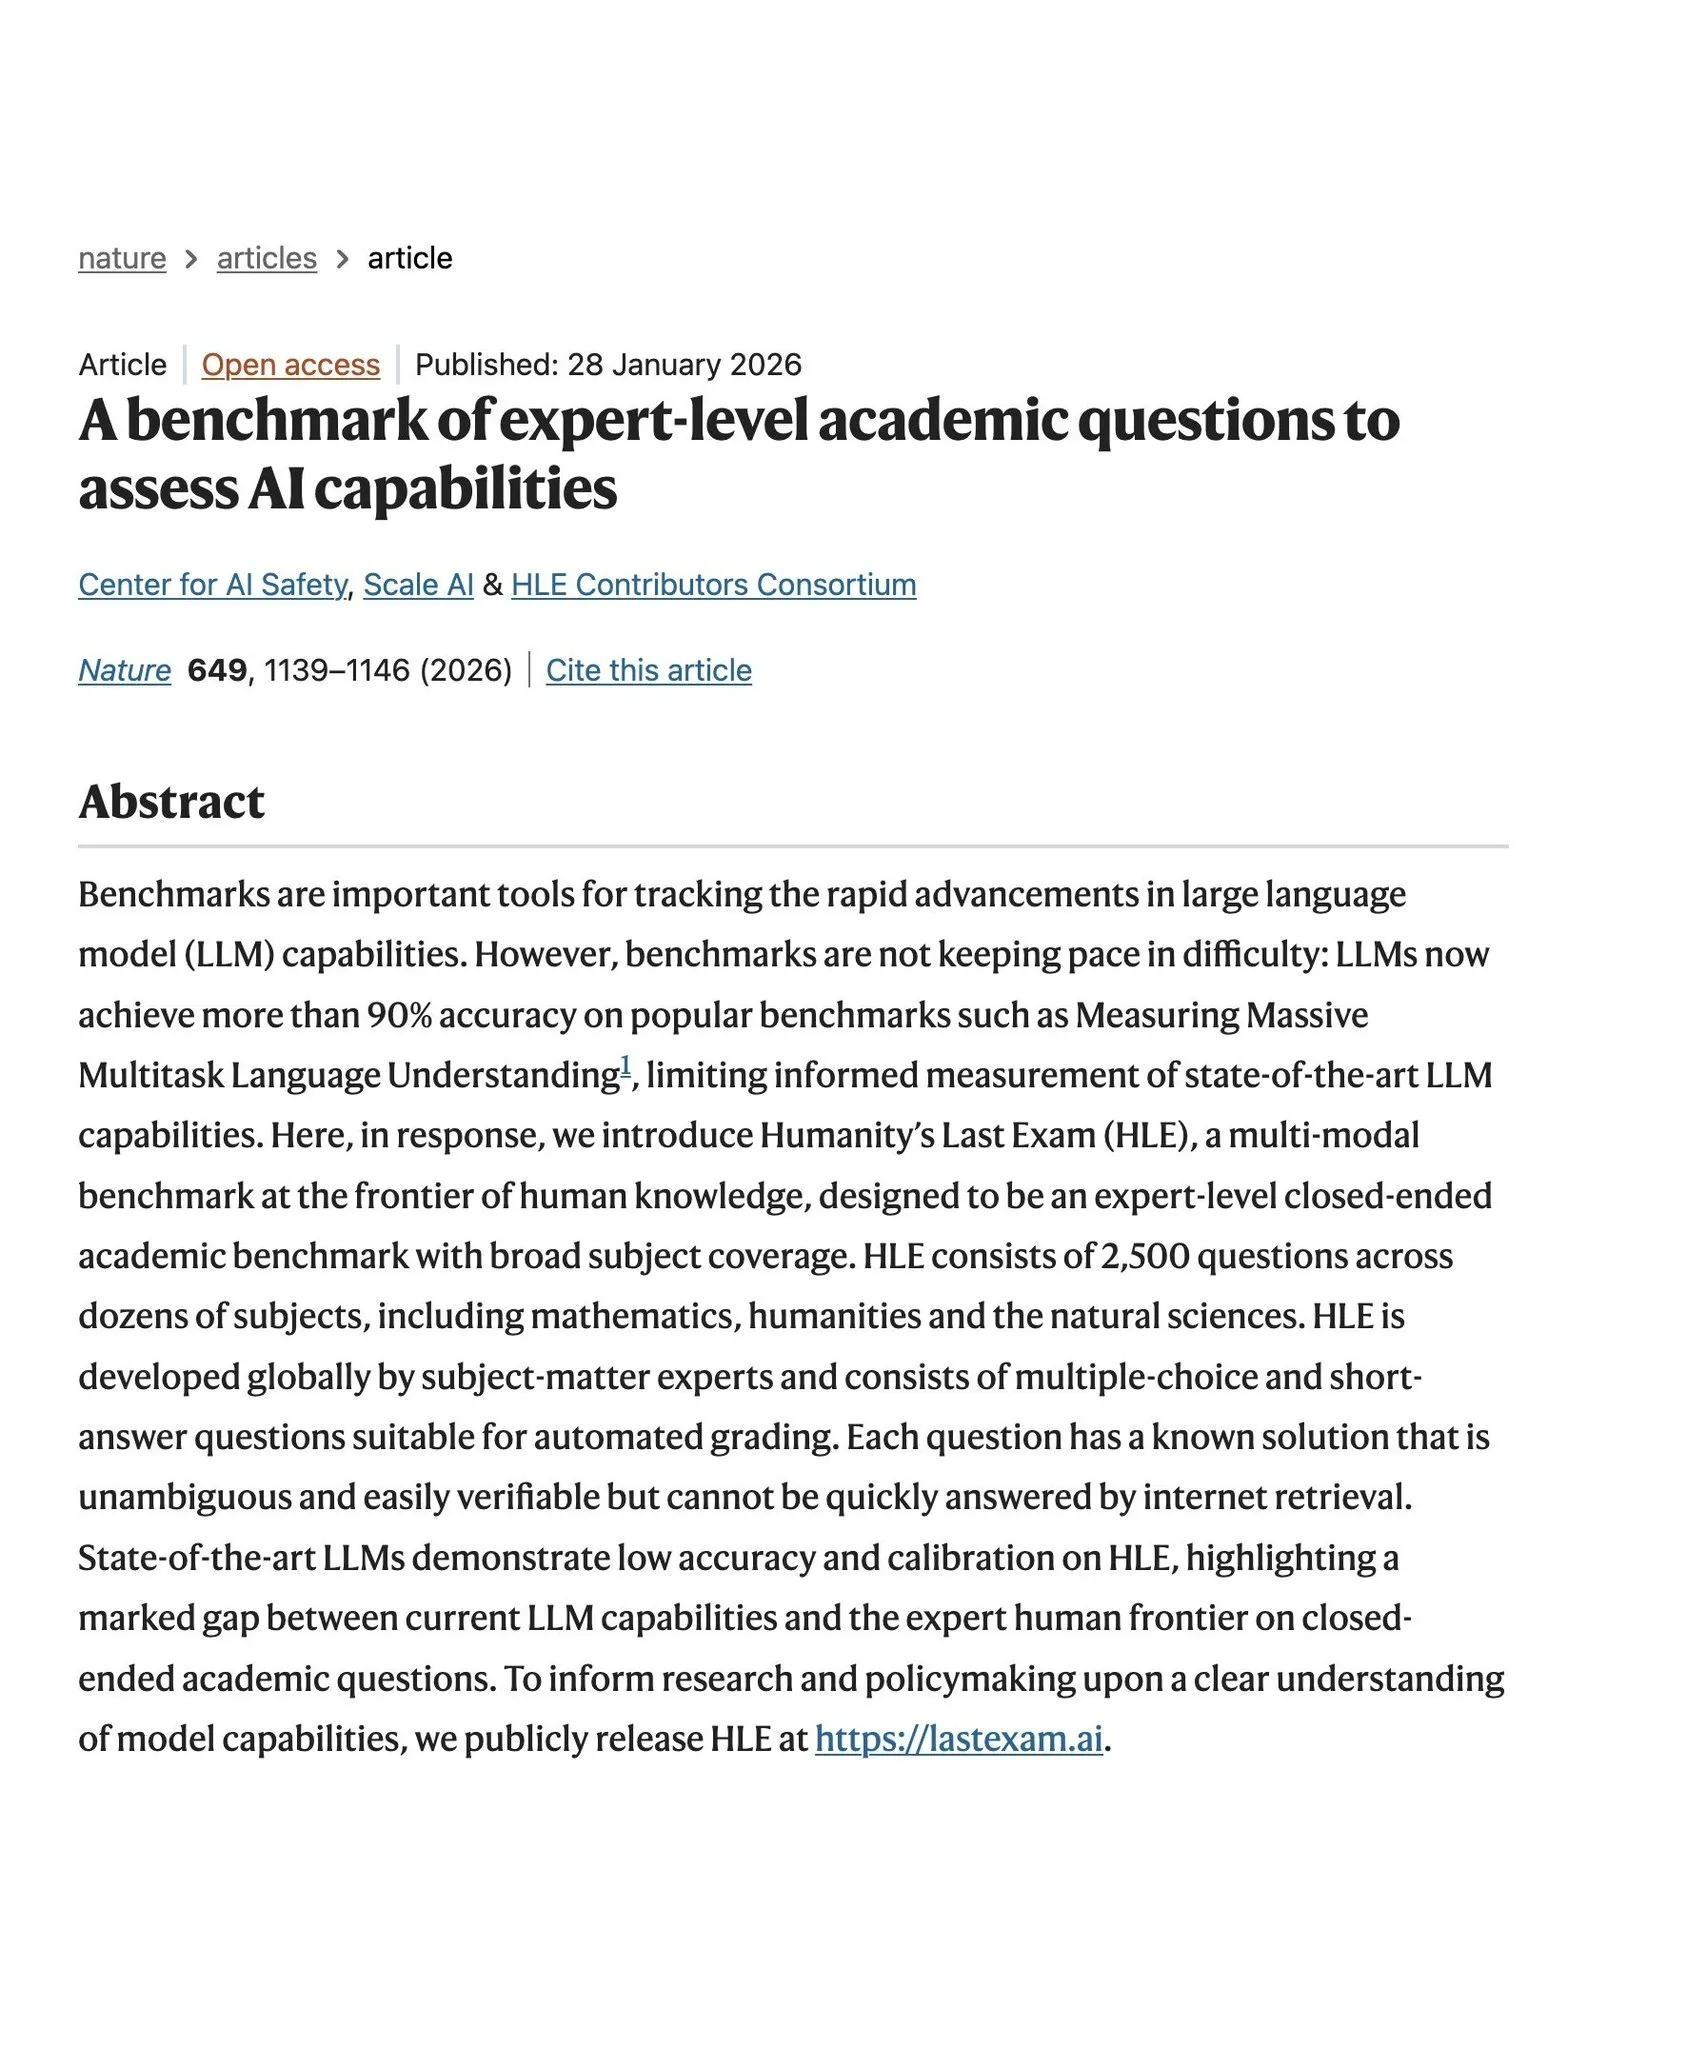 nature > articles > article
Article | Open access | Published: 28 January 2026
A benchmark of expert-level academic questions to
assess AI capabilities
Center for AI Safety, Scale AI & HLE Contributors Consortium
Nature 649, 1139–1146 (2026) | Cite this article
Abstract
Benchmarks are important tools for tracking the rapid advancements in large language
model (LLM) capabilities. However, benchmarks are not keeping pace in difficulty: LLMs now
achieve more than 90% accuracy on popular benchmarks such as Measuring Massive
Multitask Language Understanding1, limiting informed measurement of state-of-the-art LLM
capabilities. Here, in response, we introduce Humanity’s Last Exam (HLE), a multi-modal
benchmark at the frontier of human knowledge, designed to be an expert-level closed-ended
academic benchmark with broad subject coverage. HLE consists of 2,500 questions across
dozens of subjects, including mathematics, humanities and the natural sciences. HLE is
developed globally by subject-matter experts and consists of multiple-choice and short-
answer questions suitable for automated grading. Each question has a known solution that is
unambiguous and easily verifiable but cannot be quickly answered by internet retrieval.
State-of-the-art LLMs demonstrate low accuracy and calibration on HLE, highlighting a
marked gap between current LLM capabilities and the expert human frontier on closed-
ended academic questions. To inform research and policymaking upon a clear understanding
of model capabilities, we publicly release HLE at https://lastexam.ai.